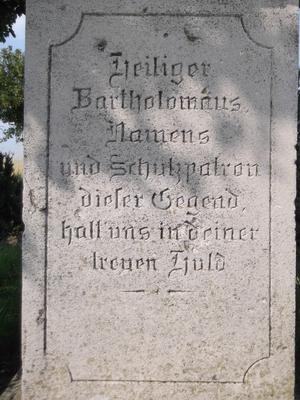 Heiliger
Bartholomäus,
Namens
und Schutzpatron
dieser Gegend,
halt uns in deiner
treuen Huld